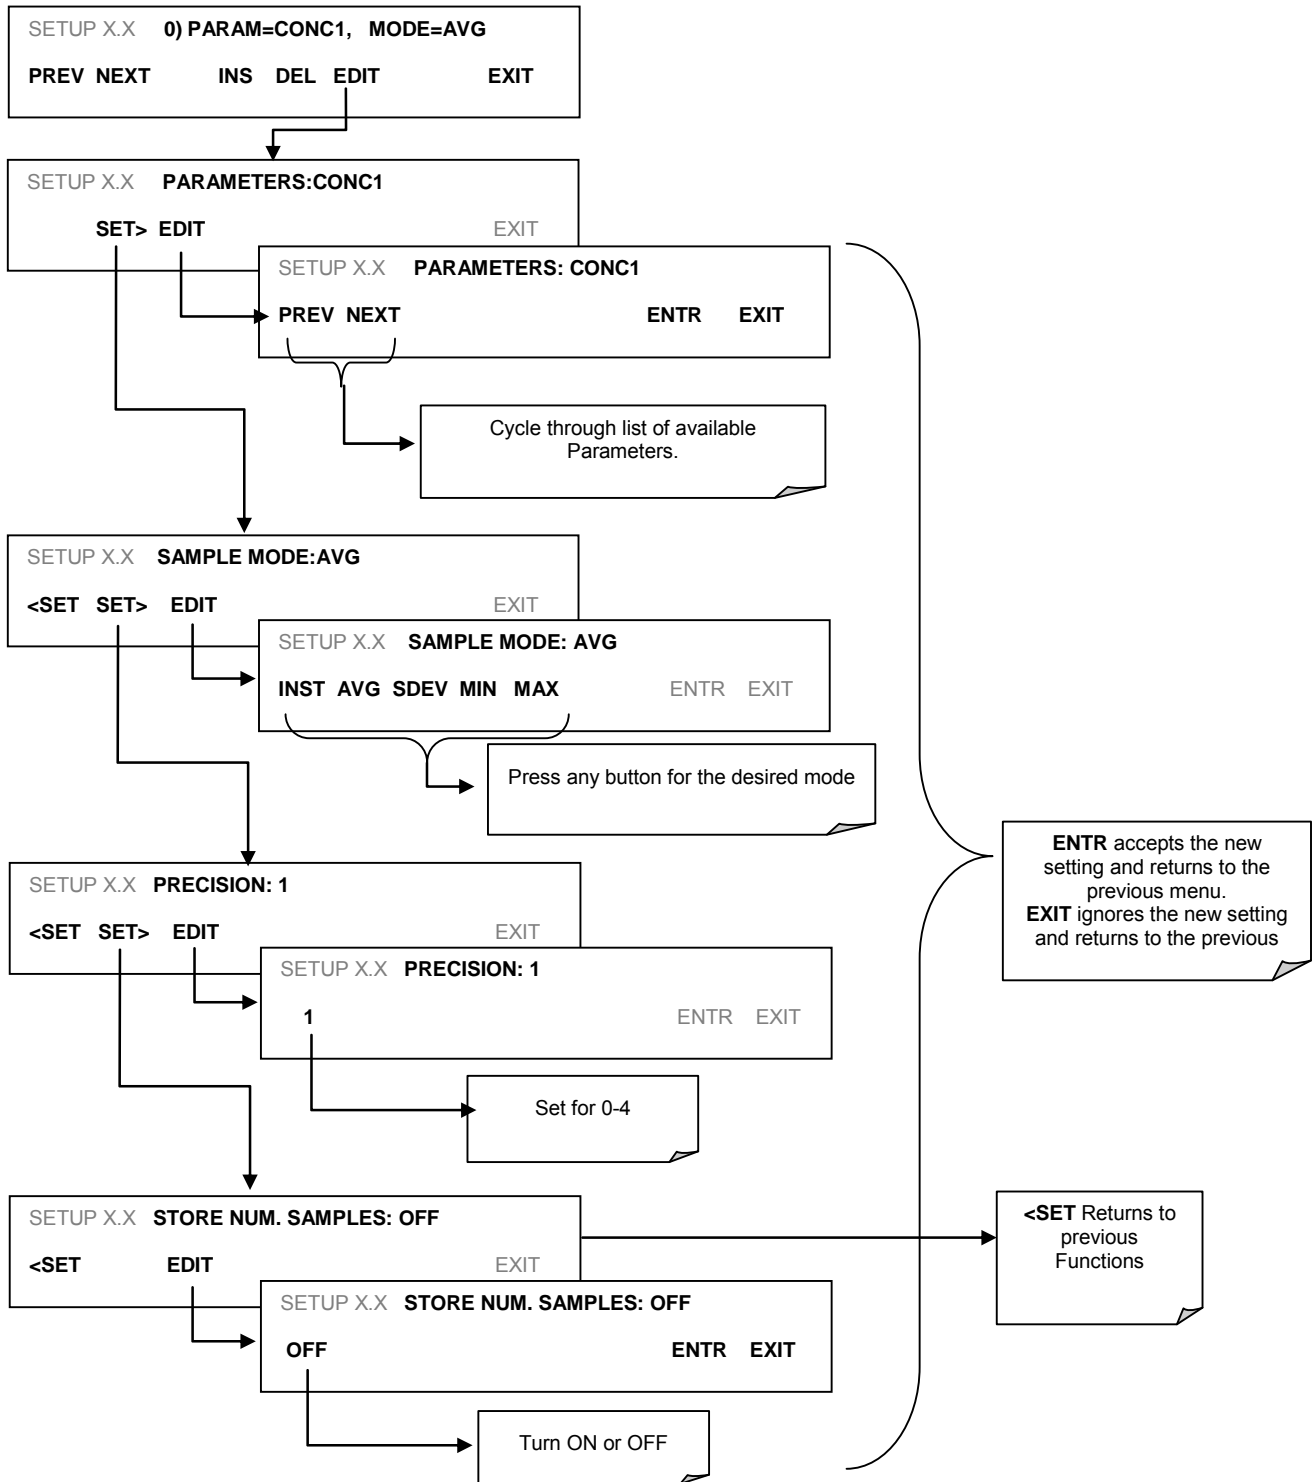 SETUP X.X 0) PARAM=CONC1, MODE=AVG
PREV NEXT INS DEL EDIT EXIT
SETUP X.X PARAMETERS:CONC1
SET> EDIT EXIT
SETUP X.X PARAMETERS: CONC1
PREV NEXT ENTR EXIT
Cycle through list of available
Parameters.
SETUP X.X SAMPLE MODE:AVG
<SET SET> EDIT EXIT
SETUP X.X SAMPLE MODE: AVG
INST AVG SDEV MIN MAX ENTR EXIT
Press any button for the desired mode
ENTR accepts the new
setting and returns to the
previous menu.
EXIT ignores the new setting
and returns to the previous
SETUP X.X PRECISION: 1
<SET SET> EDIT EXIT
SETUP X.X PRECISION: 1
1 ENTR EXIT
Set for 0-4
SETUP X.X STORE NUM. SAMPLES: OFF
<SET EDIT EXIT
<SET Returns to
previous
Functions
SETUP X.X STORE NUM. SAMPLES: OFF
OFF ENTR EXIT
Turn ON or OFF